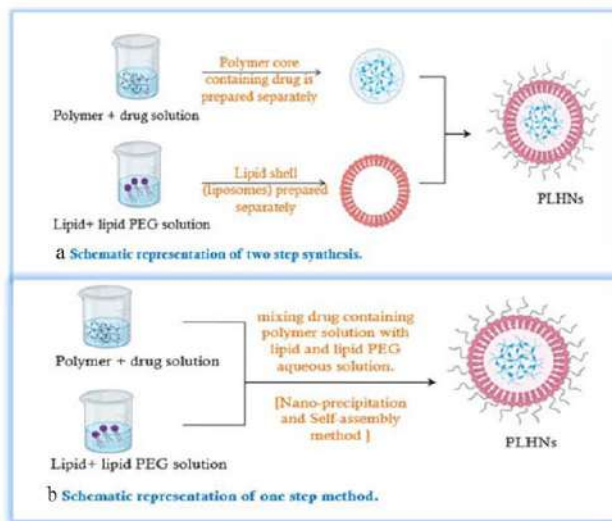 Polymer core
containing drug is
prepared separately
Polymer + drug solution
Lipid shell
(liposomes) prepared
separately
Lipid+ lipid PEG solution
PLHNs
a Schematic representation of two step synthesis.
mixing drug containing
polymer solution with
lipid and lipid PEG
aqueous solution.
Polymer + drug solution
[Nano-precipitation
and Self-assembly
method ]
Lipid+ lipid PEG solution
PLHNs
b Schematic representation of one step method.